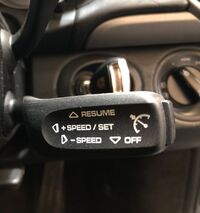 RESUME
+SPEED / SET
-SPEED OFF